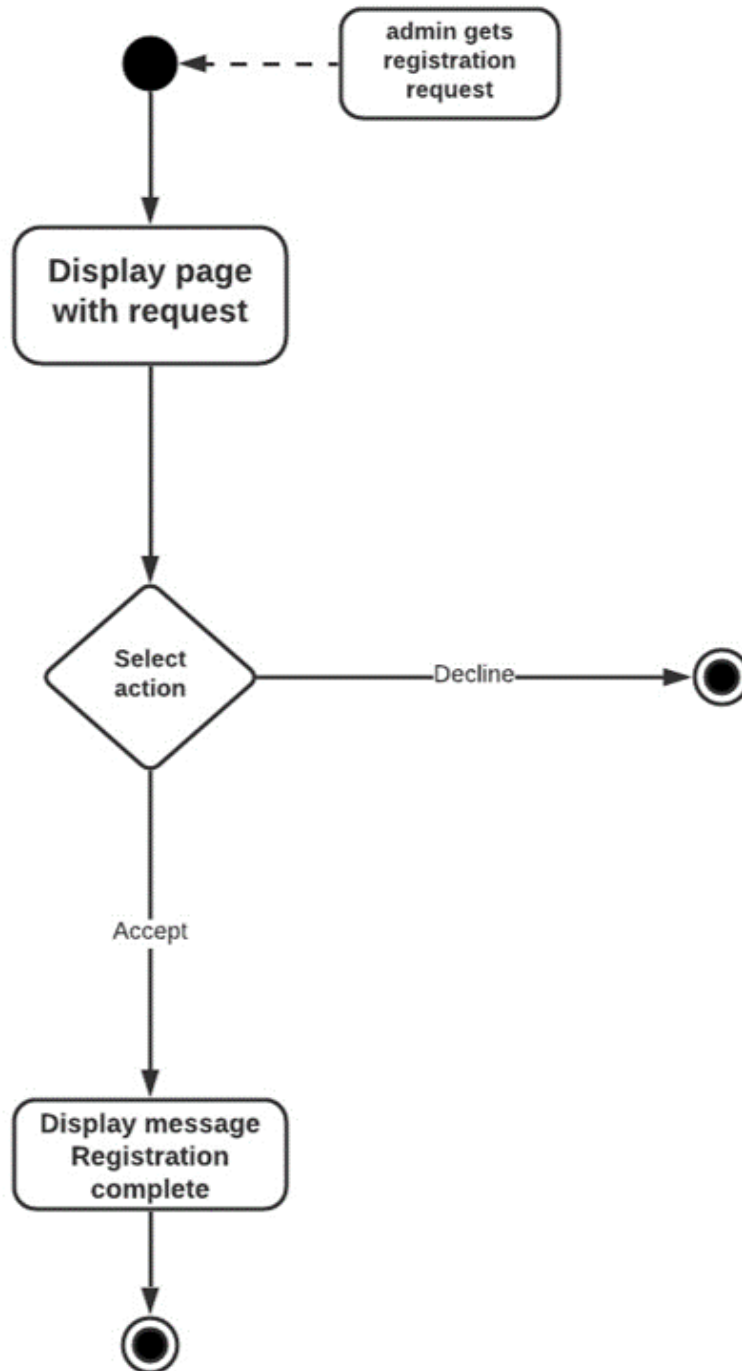 admin gets
registration
request
Display page
with request
Select
action
Decline
Accept
Display message
Registration
complete